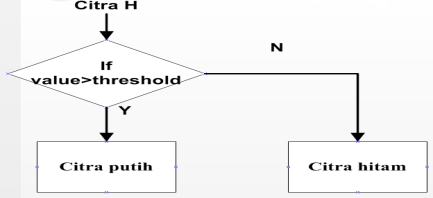 Citra H
If
value>threshold
N
Y
Citra putih
Citra hitam